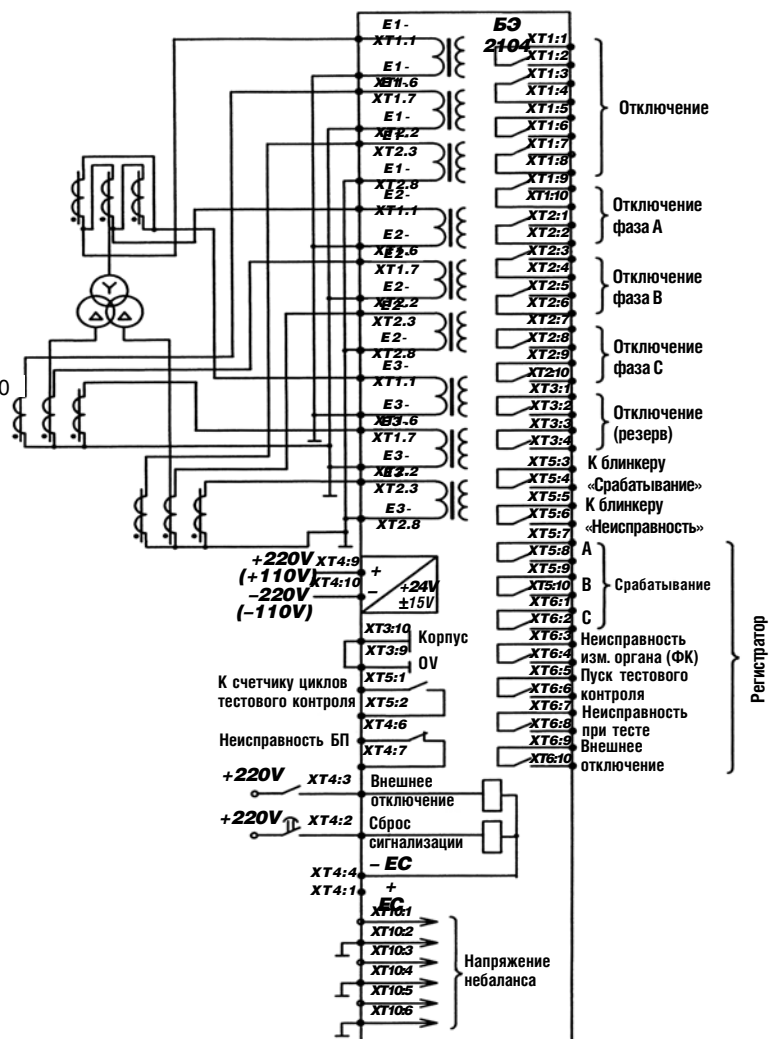 БЭ
2104
E1-
XT1.1
E1-
XT1.6
E1-
XT1.7
E1-
XT2.2
E1-
XT2.3
E1-
XT2.8
E2-
XT1.1
E2-
XT1.6
E2-
XT1.7
E2-
XT2.2
E2-
XT2.3
E2-
XT2.8
E3-
XT1.1
E3-
XT1.6
E3-
XT1.7
E3-
XT2.2
XT2.3
E3-
XT2.8
0
+220V
(+110V)
XT4:9
XT4:10
–220V
(–110V)
+
–
+24V
±15V
XT3:10
Корпус
XT3:9
OV
К счетчику циклов
тестового контроля
XT5:1
XT5:2
XT4:6
Неисправность БП
XT4:7
+220V
XT4:3
Внешнее
отключение
+220V
XT4:2
Сброс
сигнализации
– EC
XT4:4
XT4:1
+
EC
XT10:1
XT10:2
XT10:3
XT10:4
XT10:5
XT10:6
Напряжение
небаланса
XT1:1
XT1:2
XT1:3
XT1:4
XT1:5
XT1:6
XT1:7
XT1:8
XT1:9
XT1:10
Отключение
XT2:1
XT2:2
Отключение
фаза А
XT2:3
XT2:4
XT2:5
XT2:6
Отключение
фаза В
XT2:7
XT2:8
XT2:9
XT2:10
Отключение
фаза С
XT3:1
XT3:2
XT3:3
XT3:4
Отключение
(резерв)
XT5:3
XT5:4
К блинкеру
«Срабатывание»
XT5:5
XT5:6
К блинкеру
«Неисправность»
XT5:7
XT5:8
A
XT5:9
XT5:10
B
XT6:1
XT6:2
C
Срабатывание
XT6:3
XT6:4
Неисправность
изм. органа (ФК)
XT6:5
XT6:6
Пуск тестового
контроля
XT6:7
XT6:8
Неисправность
при тесте
XT6:9
XT6:10
Внешнее
отключение
Регистратор